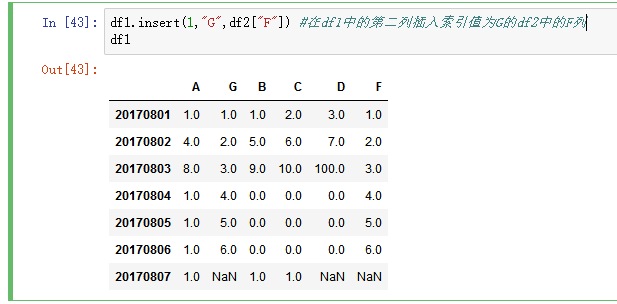 In [43]: df1.insert(1,"G",df2["F"]) #在df1中的第二列插入索引值为G的df2中的F列
df1
Out[43]:
A G B C D F
20170801 1.0 1.0 1.0 2.0 3.0 1.0
20170802 4.0 2.0 5.0 6.0 7.0 2.0
20170803 8.0 3.0 9.0 10.0 100.0 3.0
20170804 1.0 4.0 0.0 0.0 0.0 4.0
20170805 1.0 5.0 0.0 0.0 0.0 5.0
20170806 1.0 6.0 0.0 0.0 0.0 6.0
20170807 1.0 NaN 1.0 1.0 NaN NaN